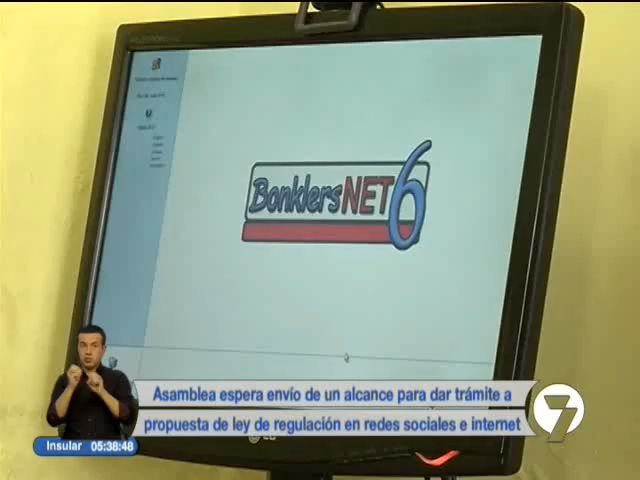 BonklersNET6
Asamblea espera envío de un alcance para dar trámite a
propuesta de ley de regulación en redes sociales e internet
7
Insular 05:38:48
LG